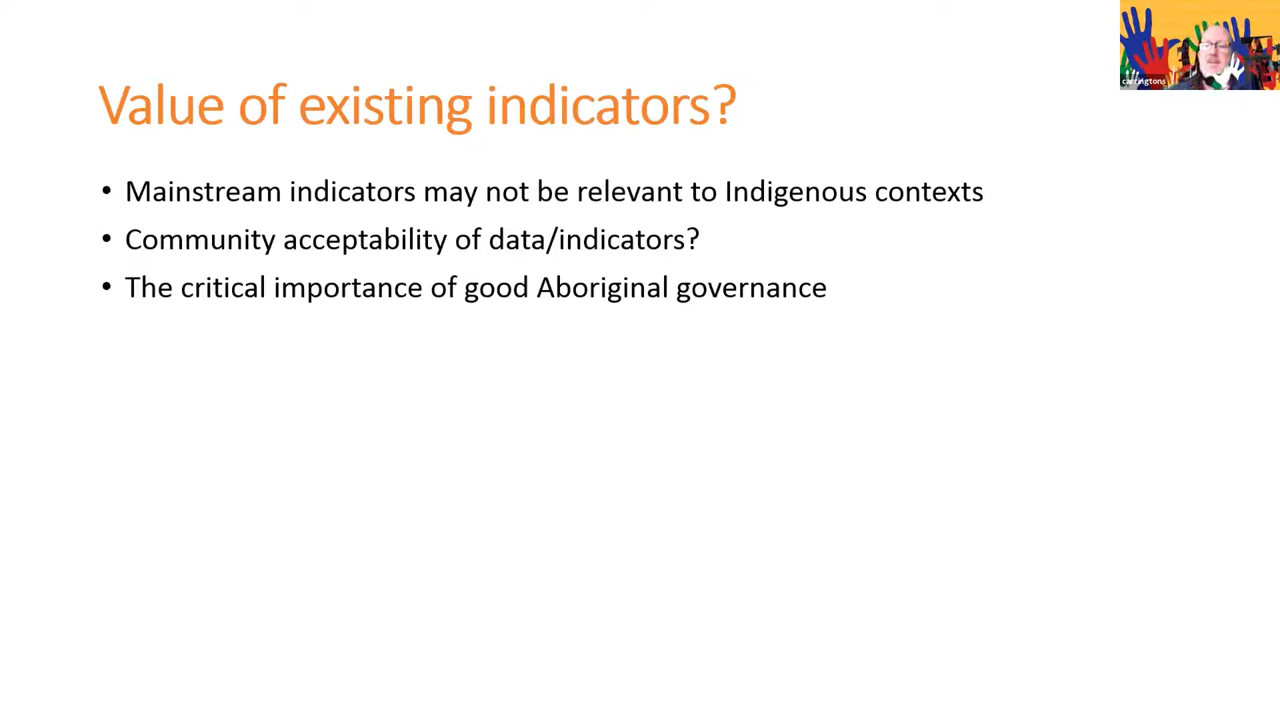 Value of existing indicators?
• Mainstream indicators may not be relevant to Indigenous contexts
• Community acceptability of data/indicators?
• The critical importance of good Aboriginal governance
carringtons